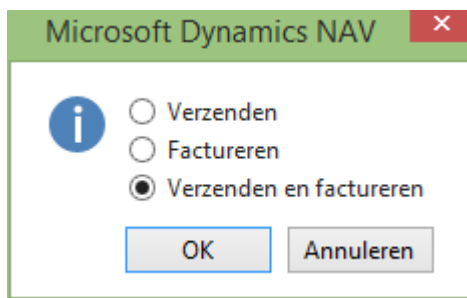 Microsoft Dynamics NAV
Verzenden
Factureren
Verzenden en factureren
OK Annuleren